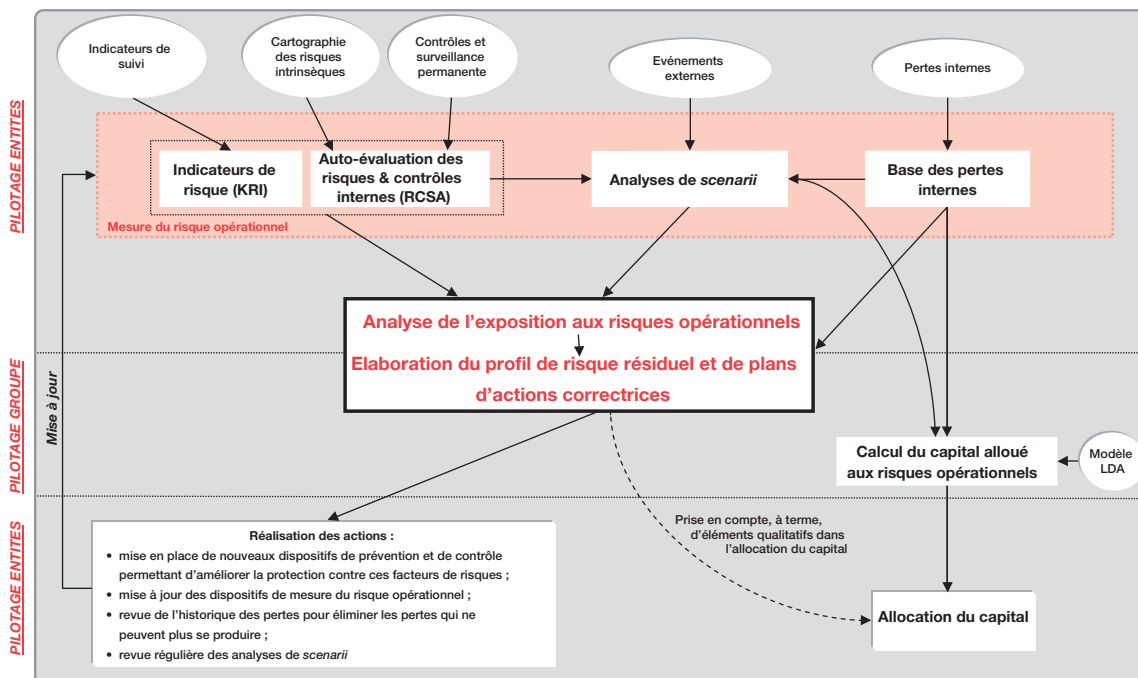 Indicateurs de
suivi
Cartographie
des risques
intrinsèques
Contrôles et
surveillance
permanente
Evénements
externes
Pertes internes
PILOTAGE ENTITES
Indicateurs de
risque (KRI)
Auto-évaluation des
risques & contrôles
internes (RCSA)
Analyses de scenarii
Base des pertes
internes
Mesure du risque opérationnel
Analyse de l'exposition aux risques opérationnels
Elaboration du profil de risque résiduel et de plans
d'actions correctrices
PILOTAGE GROUPE
Mise à jour
Calcul du capital alloué
aux risques opérationnels
Modèle
LDA
PILOTAGE ENTITES
Réalisation des actions :
• mise en place de nouveaux dispositifs de prévention et de contrôle
permettant d'améliorer la protection contre ces facteurs de risques ;
• mise à jour des dispositifs de mesure du risque opérationnel ;
• revue de l'historique des pertes pour éliminer les pertes qui ne
peuvent plus se produire ;
• revue régulière des analyses de scenarii
Prise en compte, à terme,
d'éléments qualitatifs dans
l'allocation du capital
Allocation du capital